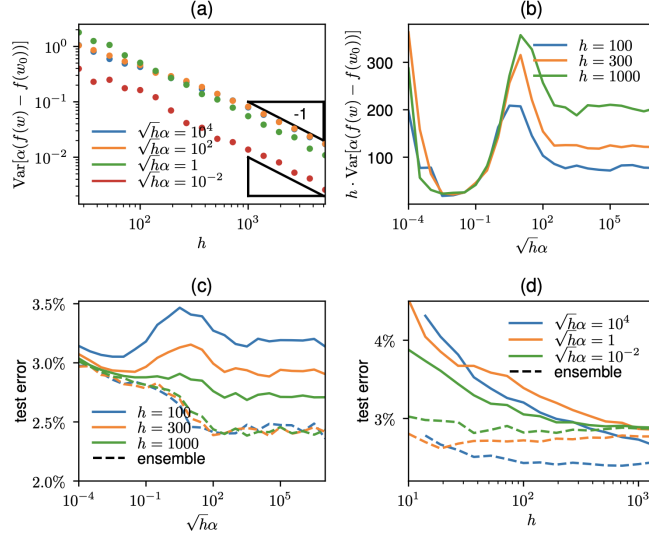 (a)
Var[α(f(w) − f(w₀))]
10⁰
10⁻¹
10⁻²
-1
√hα = 10⁴
√hα = 10²
√hα = 1
√hα = 10⁻²
10²
10³
h
(b)
h · Var[α(f(w) − f(w₀))]
300
200
100
h = 100
h = 300
h = 1000
10⁻⁴
10⁻¹
10²
10⁵
√hα
(c)
test error
3.5%
3.0%
2.5%
2.0%
h = 100
h = 300
h = 1000
ensemble
10⁻⁴
10⁻¹
10²
10⁵
√hα
(d)
test error
4%
3%
√hα = 10⁴
√hα = 1
√hα = 10⁻²
ensemble
10¹
10²
10³
h